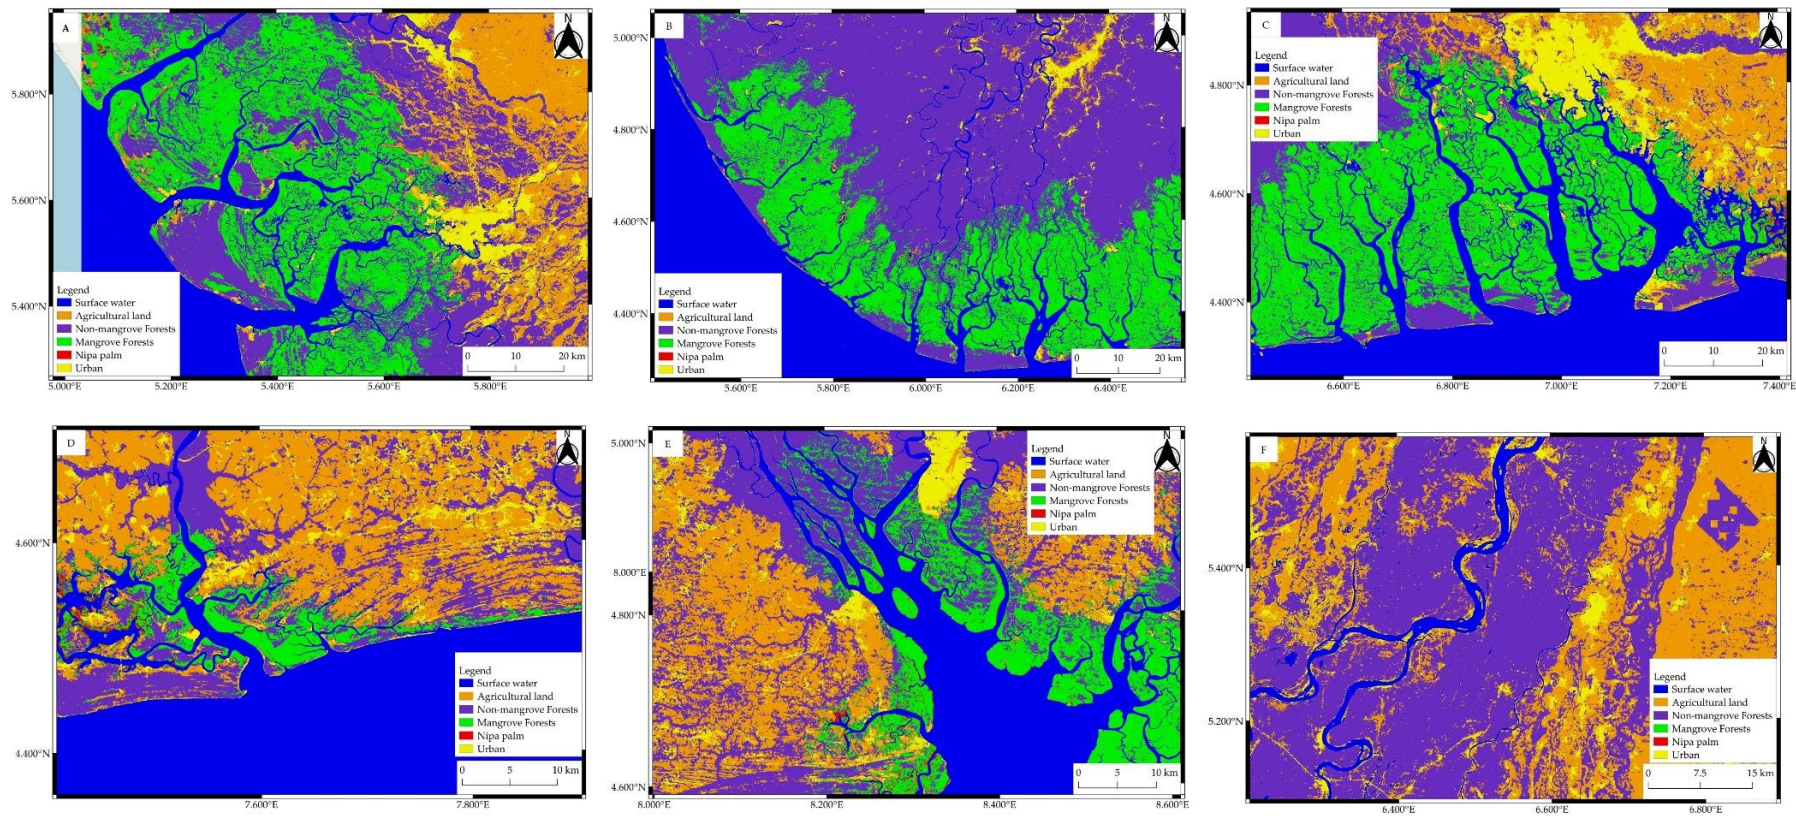 A
N
5.800°N
5.600°N
5.400°N
Legend
Surface water
Agricultural land
Non-mangrove Forests
Mangrove Forests
Nipa palm
Urban
0 10 20 km
5.000°E 5.200°E 5.400°E 5.600°E 5.800°E
B
N
5.000°N
4.800°N
4.600°N
4.400°N
Legend
Surface water
Agricultural land
Non-mangrove Forests
Mangrove Forests
Nipa palm
Urban
0 10 20 km
5.600°E 5.800°E 6.000°E 6.200°E 6.400°E
C
N
Legend
Surface water
Agricultural land
Non-mangrove Forests
Mangrove Forests
Nipa palm
Urban
4.800°N
4.600°N
4.400°N
0 10 20 km
6.600°E 6.800°E 7.000°E 7.200°E 7.400°E
D
N
4.600°N
4.400°N
Legend
Surface water
Agricultural land
Non-mangrove Forests
Mangrove Forests
Nipa palm
Urban
0 5 10 km
7.600°E 7.800°E
E
N
5.000°N
8.000°E
4.800°N
4.600°N
Legend
Surface water
Agricultural land
Non-mangrove Forests
Mangrove Forests
Nipa palm
Urban
0 5 10 km
8.000°E 8.200°E 8.400°E 8.600°E
F
N
5.400°N
5.200°N
Legend
Surface water
Agricultural land
Non-mangrove Forests
Mangrove Forests
Nipa palm
Urban
0 7.5 15 km
6.400°E 6.600°E 6.800°E